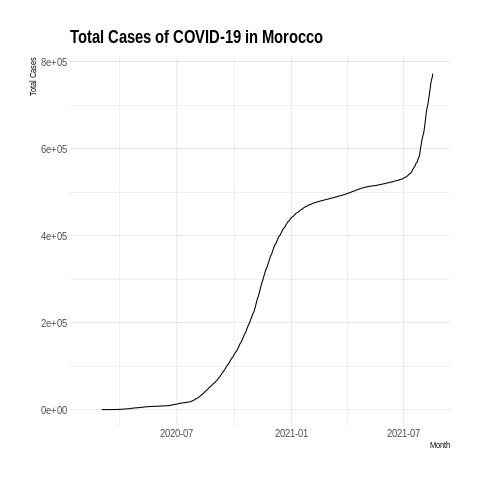 Total Cases of COVID-19 in Morocco
Total Cases
8e+05
6e+05
4e+05
2e+05
0e+00
2020-07 2021-01 2021-07
Month